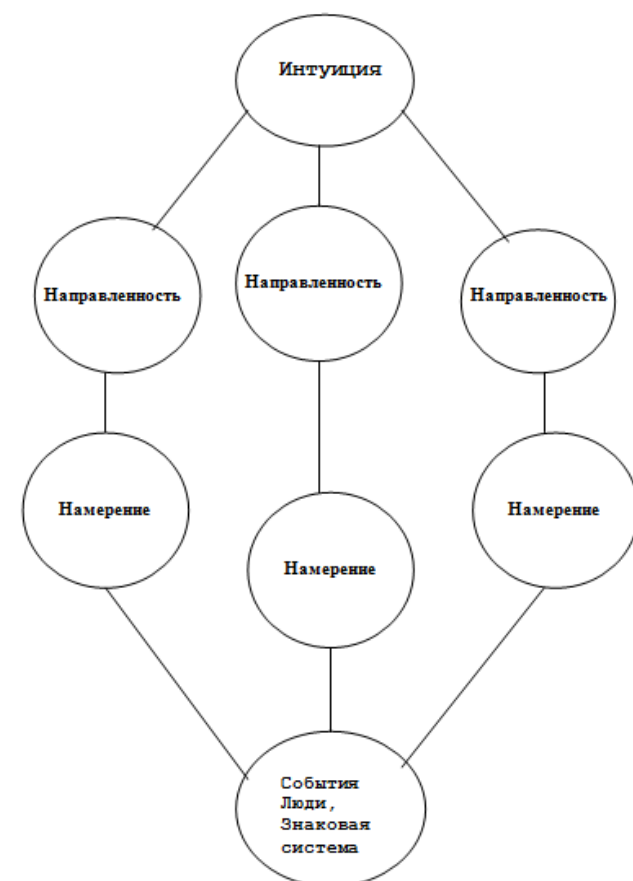 Интуиция
Направленность
Направленность
Направленность
Намерение
Намерение
Намерение
События
Люди,
Знаковая
система